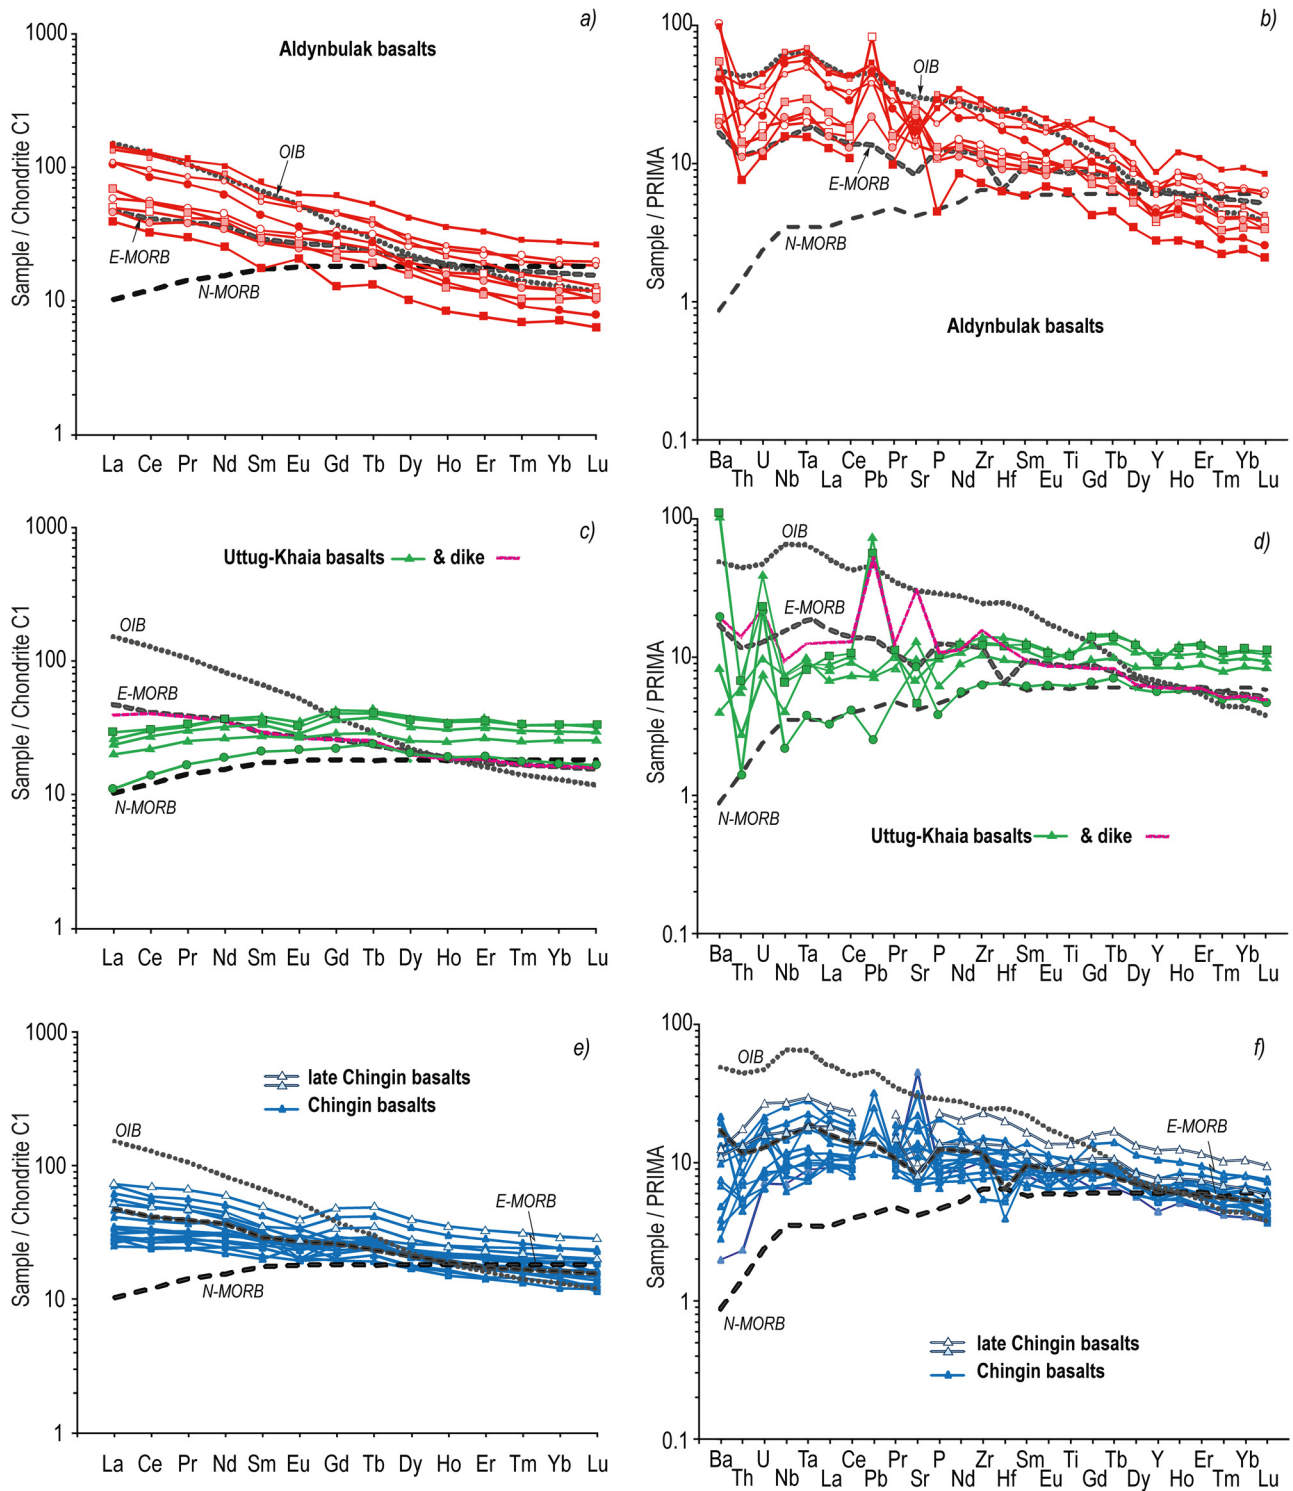 a)
Aldynbulak basalts
Sample / Chondrite C1
1000
100
10
1
OIB
E-MORB
N-MORB
La Ce Pr Nd Sm Eu Gd Tb Dy Ho Er Tm Yb Lu
b)
Sample / PRIMA
100
10
1
0.1
OIB
E-MORB
N-MORB
Aldynbulak basalts
Ba U Ta Ce Pr P Zr Sm Ti Tb Y Er Yb
Th Nb La Pb Sr Nd Hf Eu Gd Dy Ho Tm Lu
c)
Uttug-Khaia basalts & dike
Sample / Chondrite C1
1000
100
10
1
OIB
E-MORB
N-MORB
La Ce Pr Nd Sm Eu Gd Tb Dy Ho Er Tm Yb Lu
d)
Sample / PRIMA
100
10
1
0.1
OIB
E-MORB
N-MORB
Uttug-Khaia basalts & dike
Ba U Ta Ce Pr P Zr Sm Ti Tb Y Er Yb
Th Nb La Pb Sr Nd Hf Eu Gd Dy Ho Tm Lu
e)
late Chingin basalts
Chingin basalts
Sample / Chondrite C1
1000
100
10
1
OIB
E-MORB
N-MORB
La Ce Pr Nd Sm Eu Gd Tb Dy Ho Er Tm Yb Lu
f)
Sample / PRIMA
100
10
1
0.1
OIB
E-MORB
N-MORB
late Chingin basalts
Chingin basalts
Ba U Ta Ce Pr P Zr Sm Ti Tb Y Er Yb
Th Nb La Pb Sr Nd Hf Eu Gd Dy Ho Tm Lu